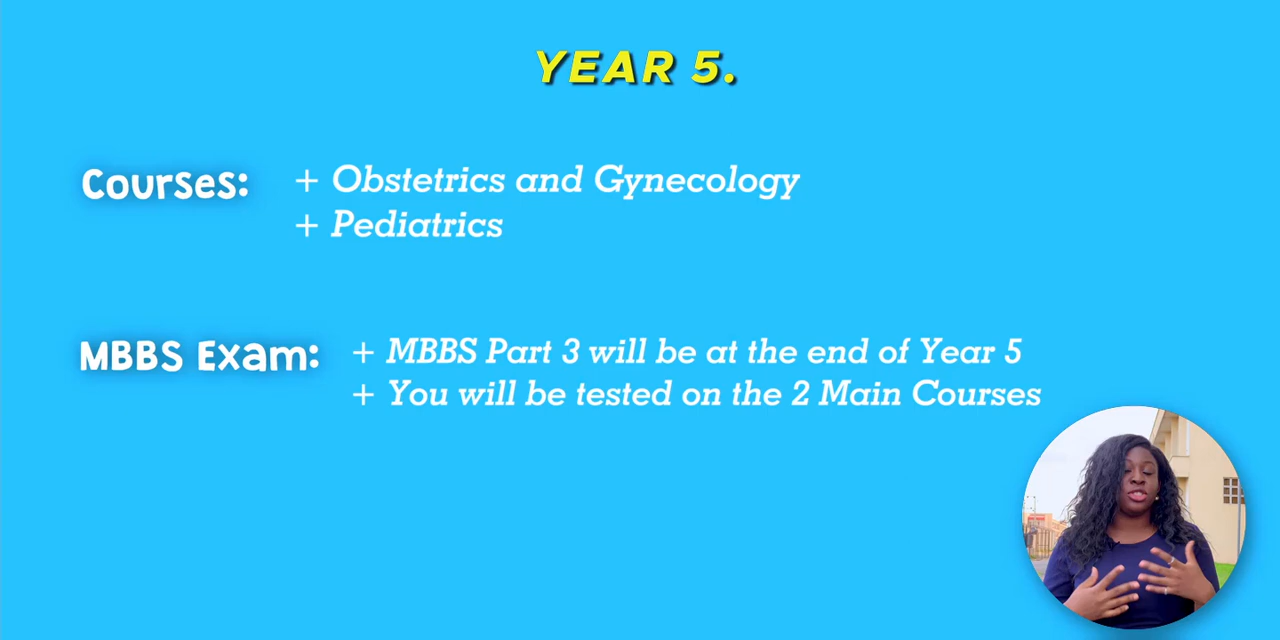 YEAR 5.
Courses: + Obstetrics and Gynecology
+ Pediatrics
MBBS Exam: + MBBS Part 3 will be at the end of Year 5
+ You will be tested on the 2 Main Courses